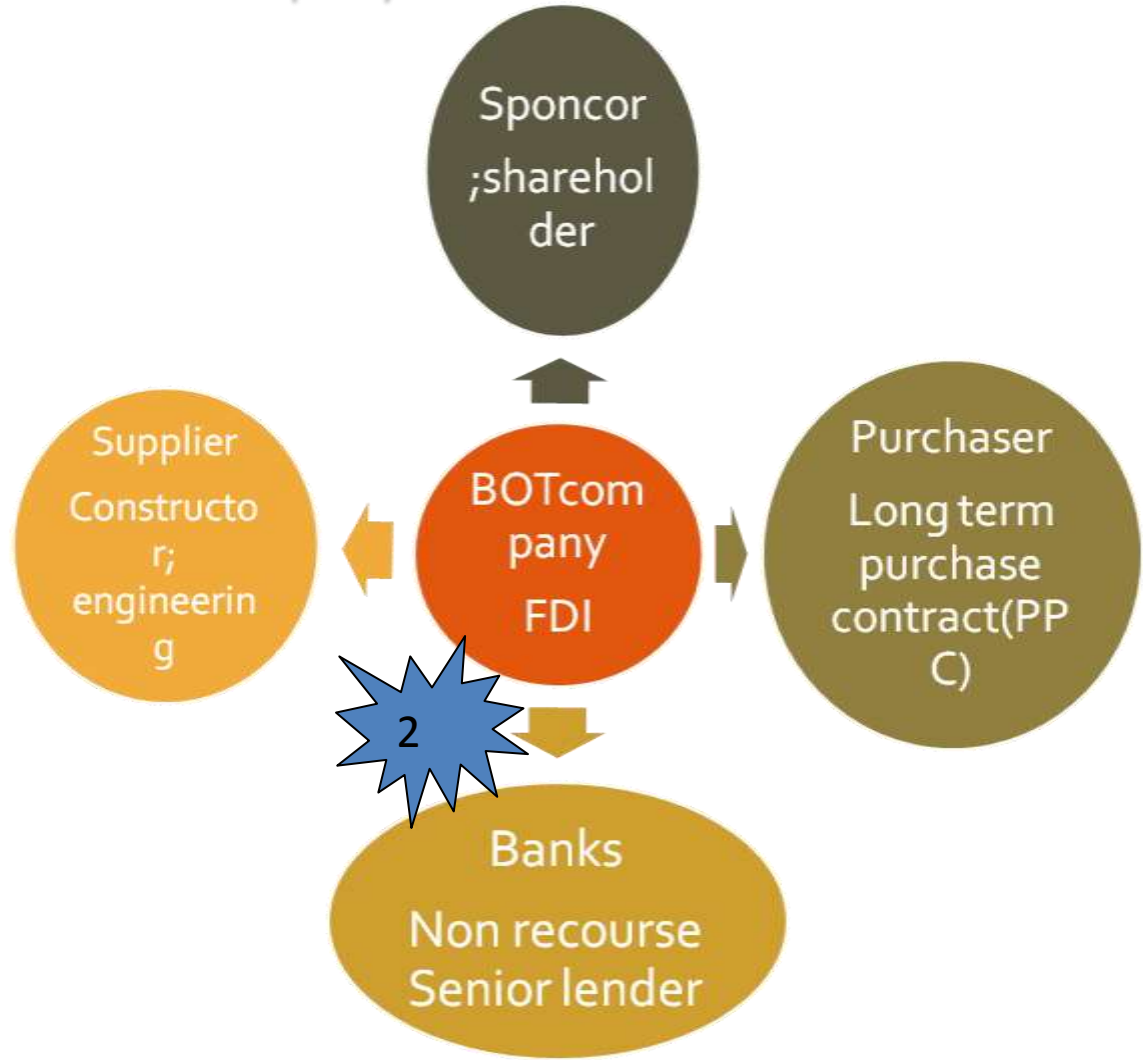 Sponcor
;sharehol
der
Supplier
Constructo
r;
engineerin
g
BOTcom
pany
FDI
Purchaser
Long term
purchase
contract(PP
C)
2
Banks
Non recourse
Senior lender